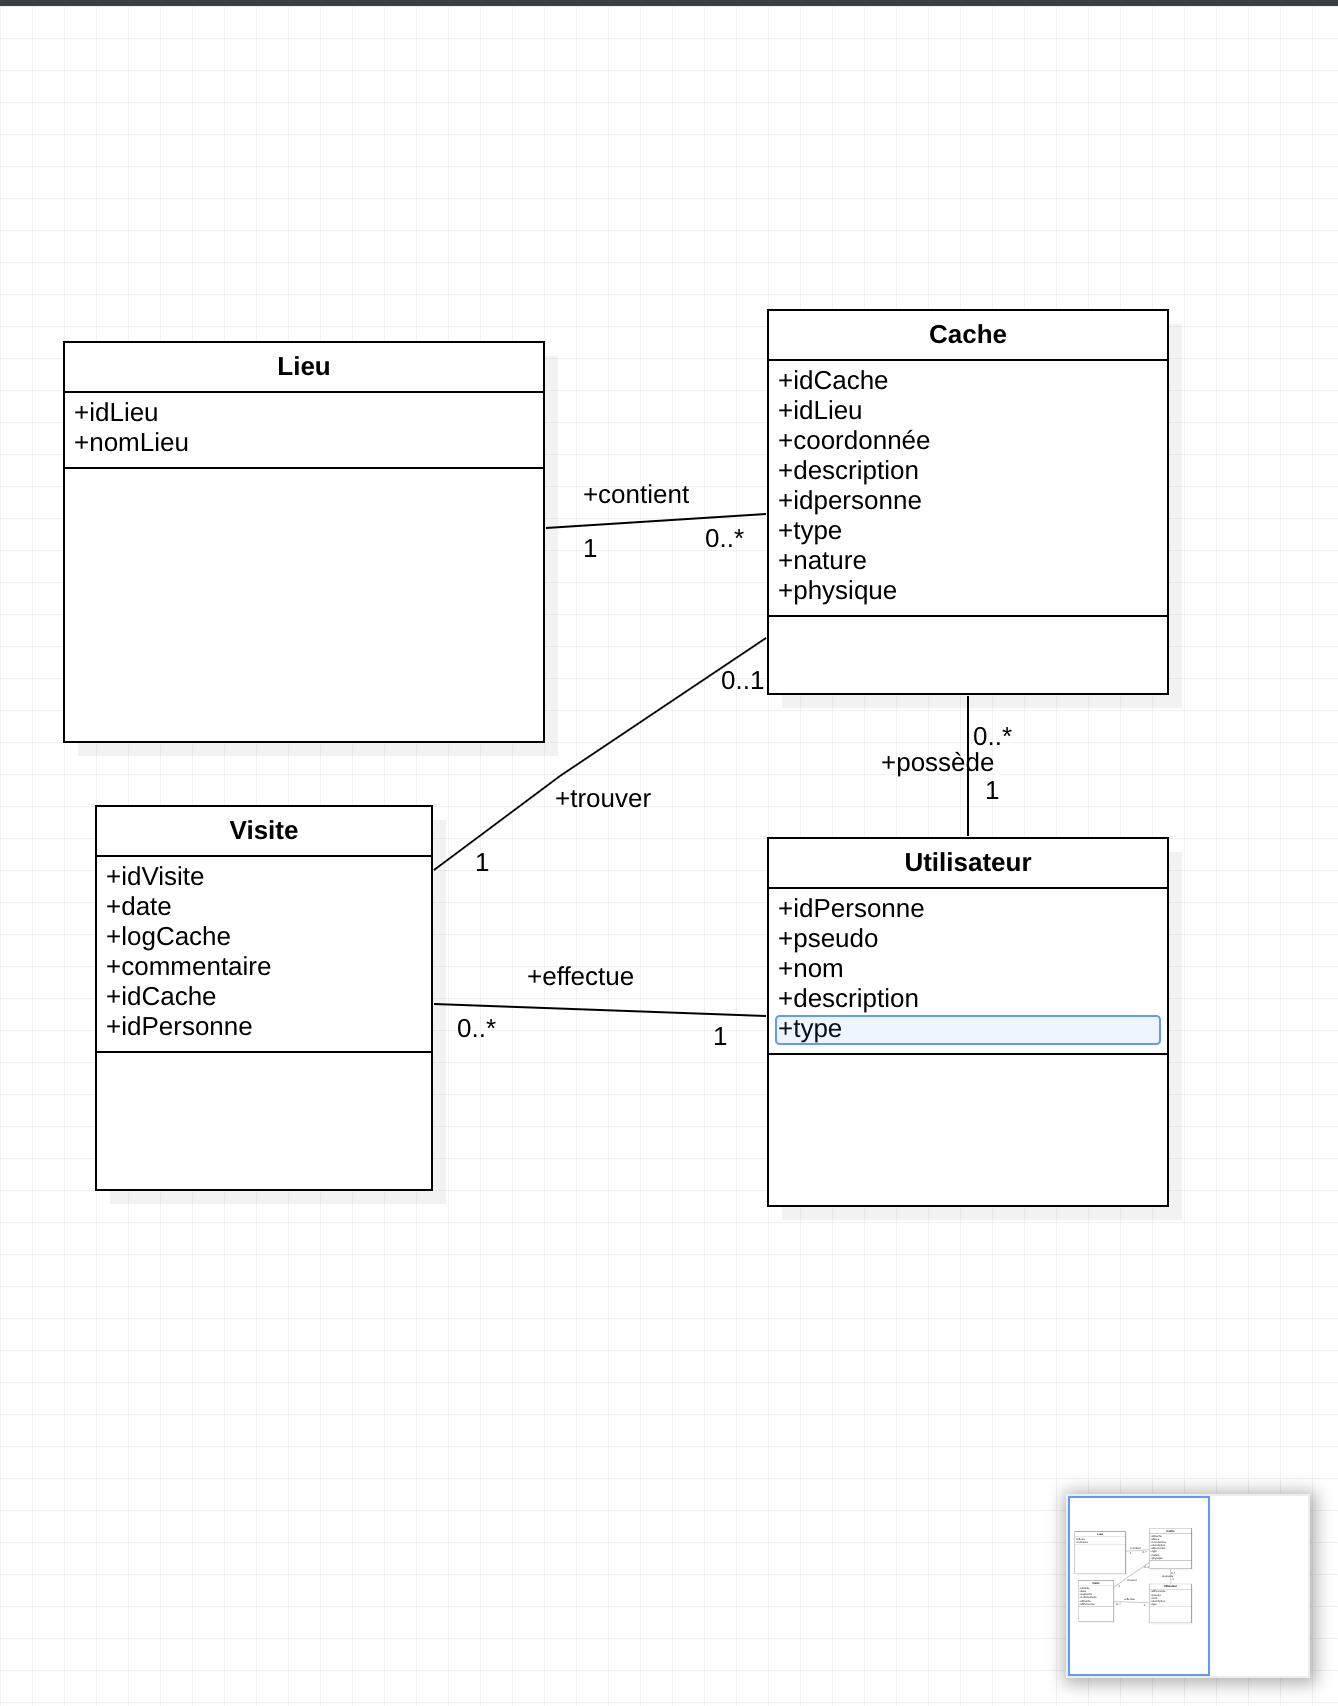 Lieu
+idLieu
+nomLieu
Cache
+idCache
+idLieu
+coordonnée
+description
+idpersonne
+type
+nature
+physique
+contient
1
0..*
0..1
+trouver
1
0..*
+possède
1
Visite
+idVisite
+date
+logCache
+commentaire
+idCache
+idPersonne
+effectue
0..*
1
Utilisateur
+idPersonne
+pseudo
+nom
+description
+type